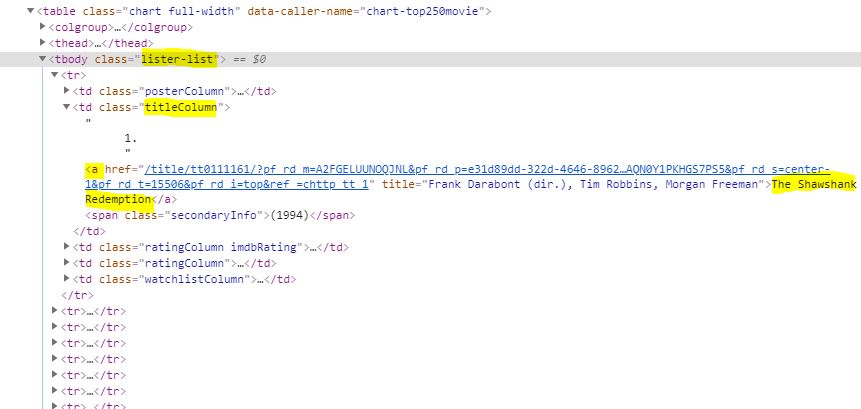 ▼<table class="chart full-width" data-caller-name="chart-top250movie">
▶<colgroup>…</colgroup>
▶<thead>…</thead>
▼<tbody class="lister-list"> == $0
▼<tr>
▶<td class="posterColumn">…</td>
▼<td class="titleColumn">
"
1.
"
<a href="/title/tt0111161/?pf_rd_m=A2FGELUUNOQJNL&pf_rd_p=e31d89dd-322d-4646-8962…AQN0Y1PKHGS7PS5&pf_rd_s=center-
1&pf_rd_t=15506&pf_rd_i=top&ref_=chttp_tt_1" title="Frank Darabont (dir.), Tim Robbins, Morgan Freeman">The Shawshank
Redemption</a>
<span class="secondaryInfo">(1994)</span>
</td>
▶<td class="ratingColumn imdbRating">…</td>
▶<td class="ratingColumn">…</td>
▶<td class="watchlistColumn">…</td>
</tr>
▶<tr>…</tr>
▶<tr>…</tr>
▶<tr>…</tr>
▶<tr>…</tr>
▶<tr>…</tr>
▶<tr>…</tr>
▶<tr>…</tr>